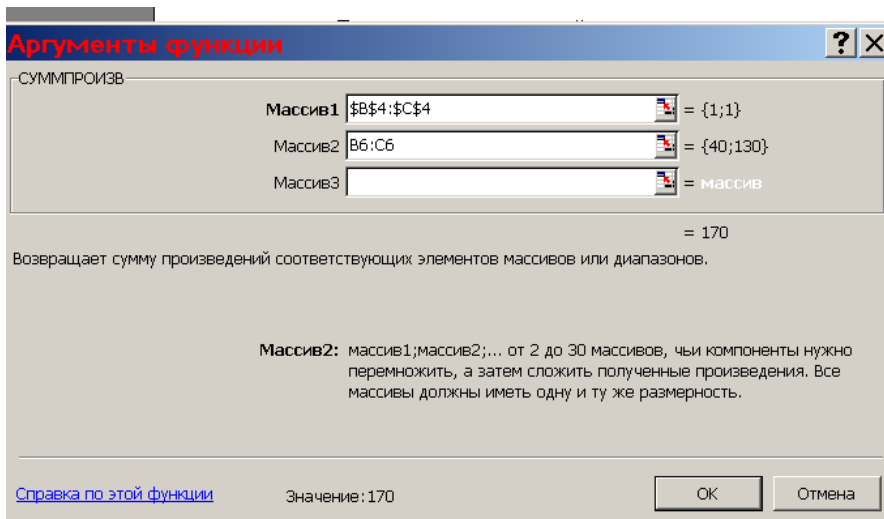 Аргументы функции
СУММПРОИЗВ
Массив1 $B$4:$C$4 = {1;1}
Массив2 B6:C6 = {40;130}
Массив3 = массив
= 170
Возвращает сумму произведений соответствующих элементов массивов или диапазонов.
Массив2: массив1;массив2;... от 2 до 30 массивов, чьи компоненты нужно
перемножить, а затем сложить полученные произведения. Все
массивы должны иметь одну и ту же размерность.
Справка по этой функции Значение:170 ОК Отмена